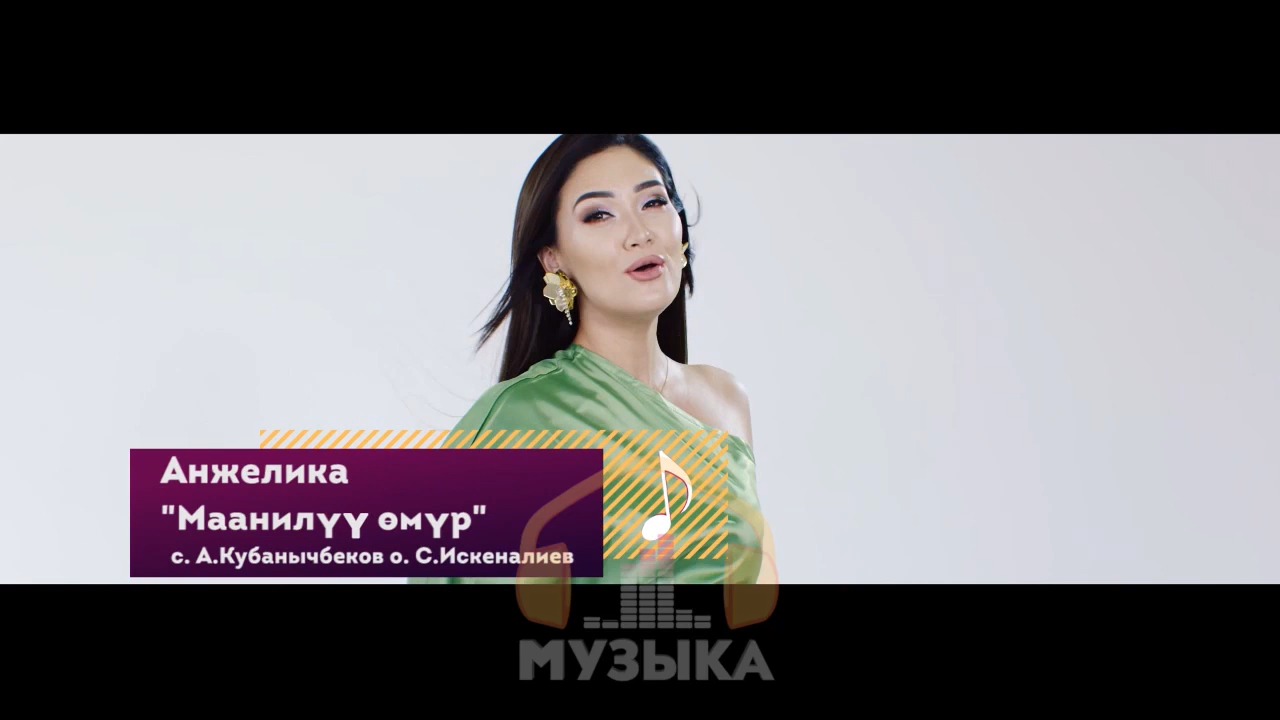 Анжелика
"Маанилүү өмүр"
с. А.Кубанычбеков о. С.Искеналиев
МУЗЫКА